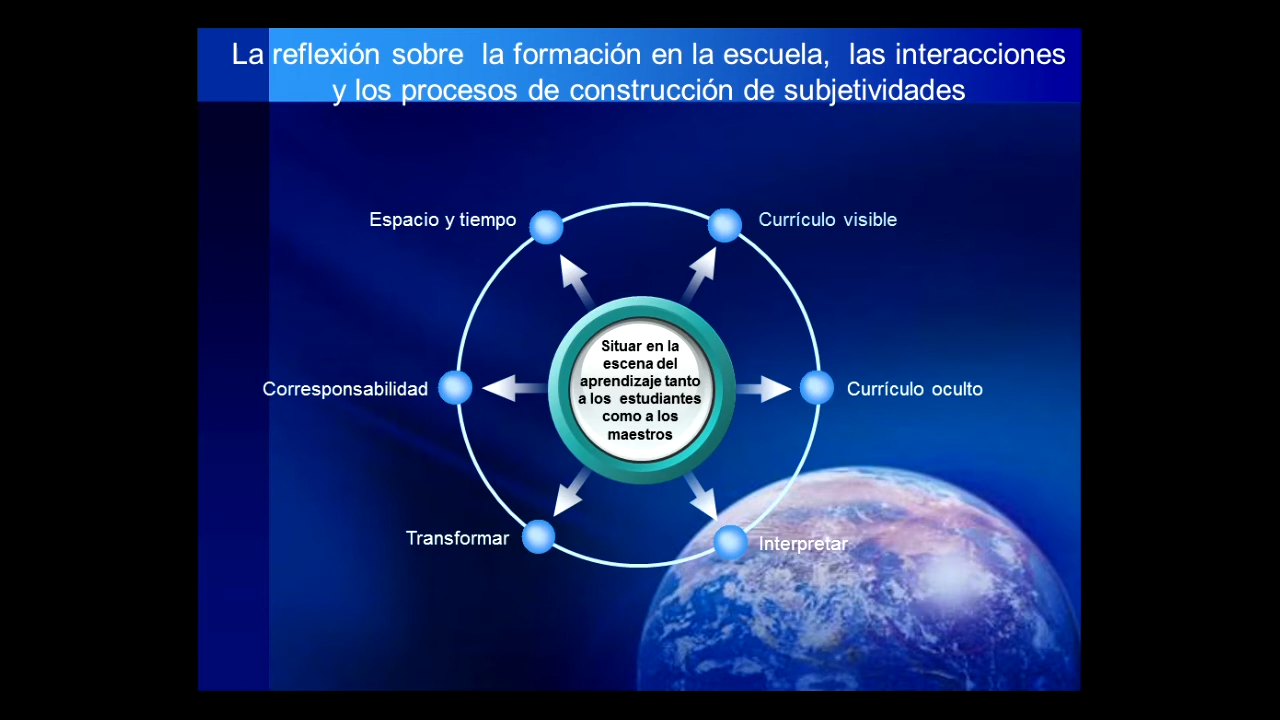 La reflexión sobre  la formación en la escuela,  las interacciones
y los procesos de construcción de subjetividades
Espacio y tiempo
Currículo visible
Situar en la
escena del
aprendizaje tanto
a los  estudiantes
como a los
maestros
Corresponsabilidad
Currículo oculto
Transformar
Interpretar